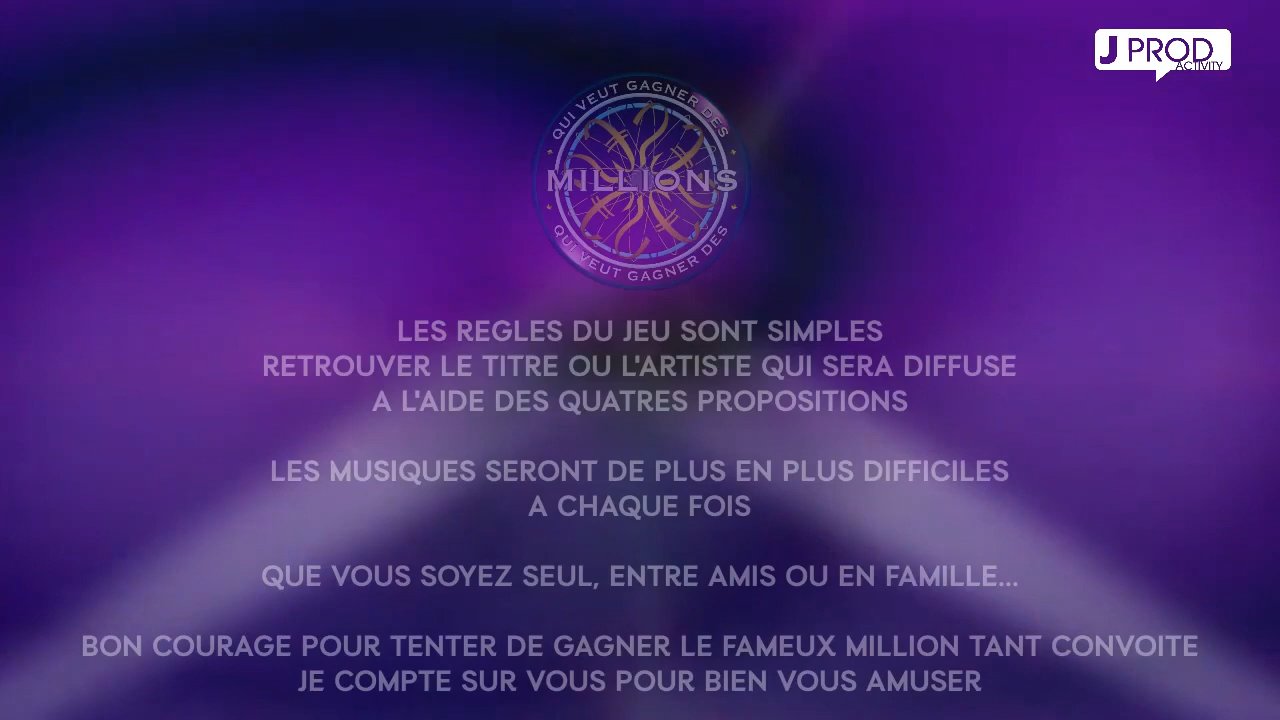 J PROD
ACTIVITY
QUI VEUT GAGNER DES
MILLIONS
QUI VEUT GAGNER DES
LES REGLES DU JEU SONT SIMPLES
RETROUVER LE TITRE OU L'ARTISTE QUI SERA DIFFUSE
A L'AIDE DES QUATRES PROPOSITIONS
LES MUSIQUES SERONT DE PLUS EN PLUS DIFFICILES
A CHAQUE FOIS
QUE VOUS SOYEZ SEUL, ENTRE AMIS OU EN FAMILLE...
BON COURAGE POUR TENTER DE GAGNER LE FAMEUX MILLION TANT CONVOITE
JE COMPTE SUR VOUS POUR BIEN VOUS AMUSER